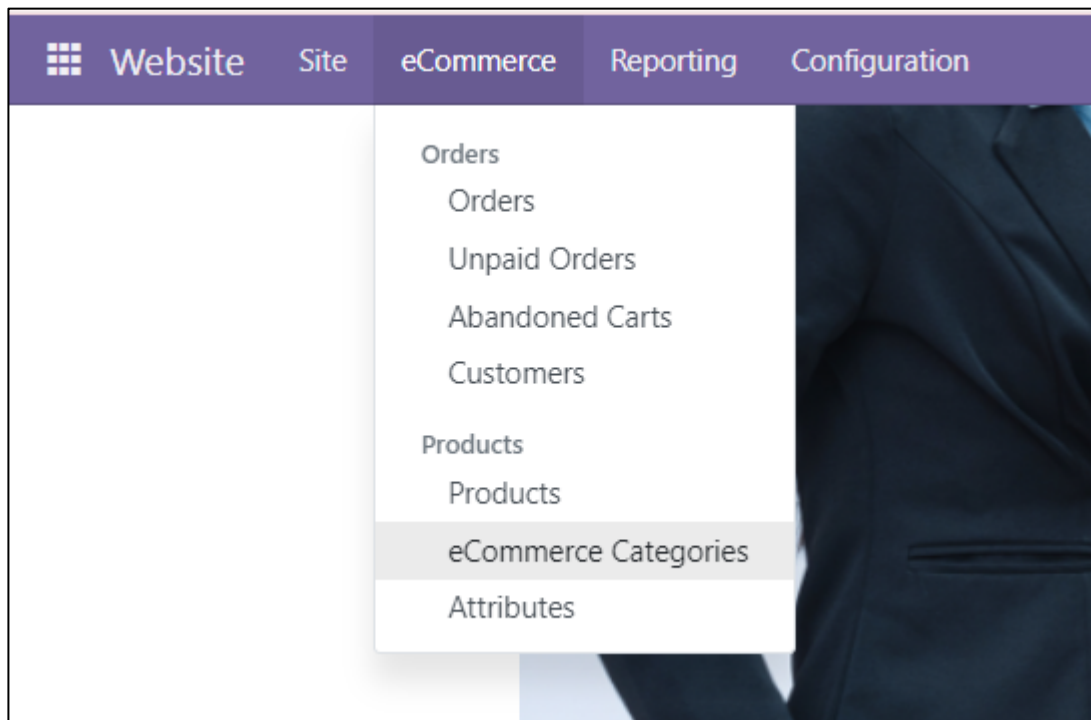 Website Site eCommerce Reporting Configuration
Orders
Orders
Unpaid Orders
Abandoned Carts
Customers
Products
Products
eCommerce Categories
Attributes